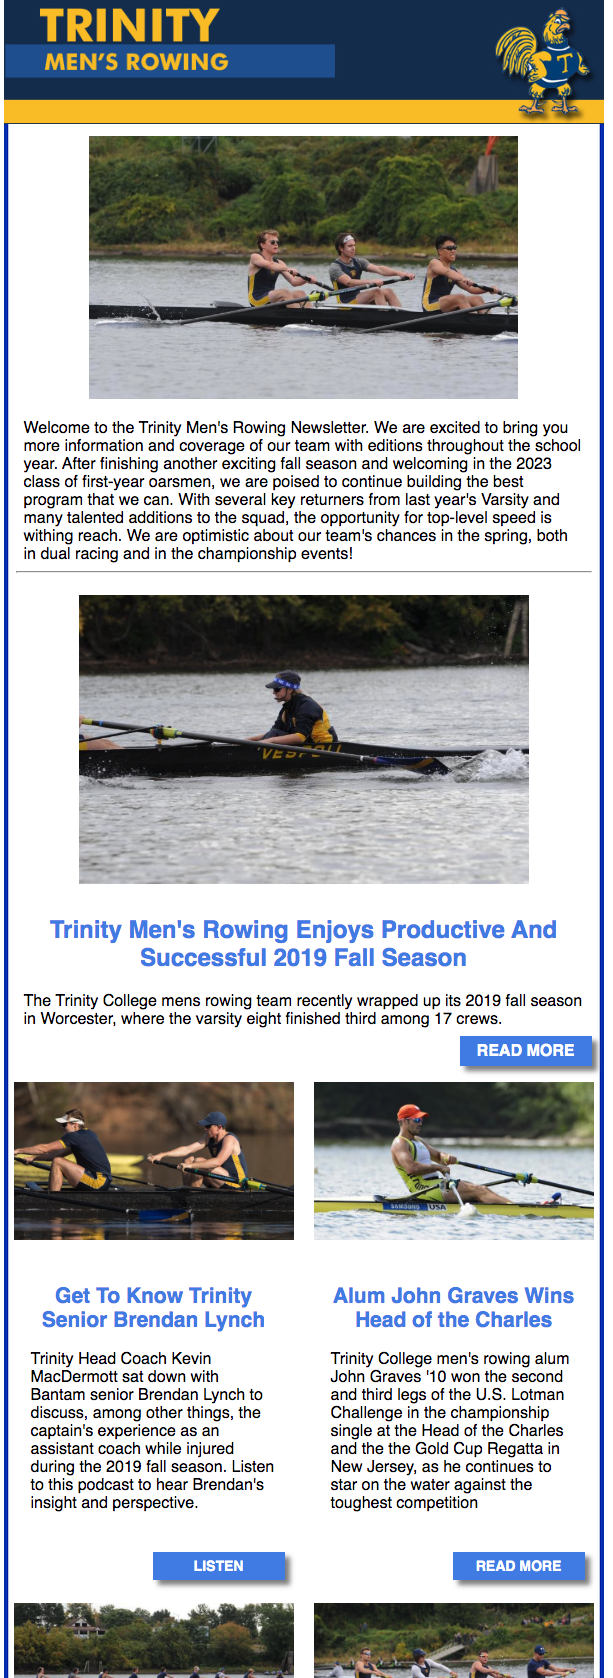 TRINITY
MEN'S ROWING
T
Welcome to the Trinity Men's Rowing Newsletter. We are excited to bring you
more information and coverage of our team with editions throughout the school
year. After finishing another exciting fall season and welcoming in the 2023
class of first-year oarsmen, we are poised to continue building the best
program that we can. With several key returners from last year's Varsity and
many talented additions to the squad, the opportunity for top-level speed is
withing reach. We are optimistic about our team's chances in the spring, both
in dual racing and in the championship events!
VESPOLI
Trinity Men's Rowing Enjoys Productive And
Successful 2019 Fall Season
The Trinity College mens rowing team recently wrapped up its 2019 fall season
in Worcester, where the varsity eight finished third among 17 crews.
READ MORE
SAMSUNG USA
Get To Know Trinity
Senior Brendan Lynch
Trinity Head Coach Kevin
MacDermott sat down with
Bantam senior Brendan Lynch to
discuss, among other things, the
captain's experience as an
assistant coach while injured
during the 2019 fall season. Listen
to this podcast to hear Brendan's
insight and perspective.
LISTEN
Alum John Graves Wins
Head of the Charles
Trinity College men's rowing alum
John Graves '10 won the second
and third legs of the U.S. Lotman
Challenge in the championship
single at the Head of the Charles
and the the Gold Cup Regatta in
New Jersey, as he continues to
star on the water against the
toughest competition
READ MORE